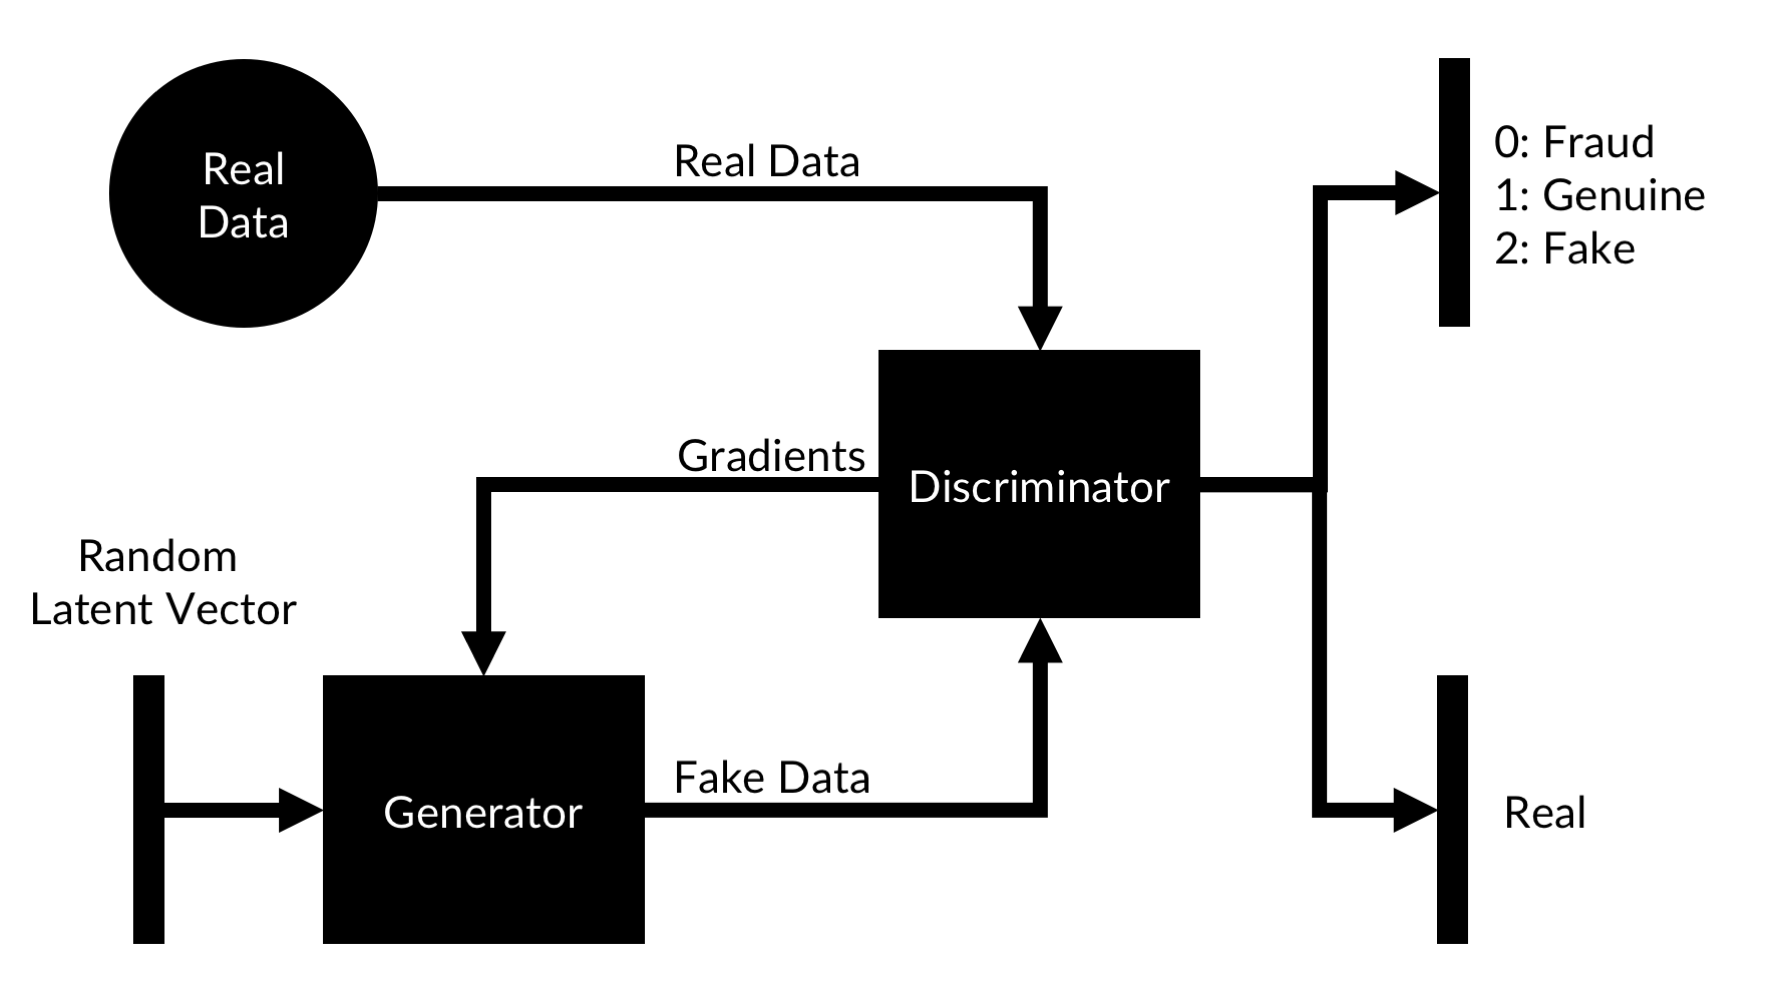 Real
Data
Real Data
0: Fraud
1: Genuine
2: Fake
Gradients
Discriminator
Random
Latent Vector
Generator
Fake Data
Real